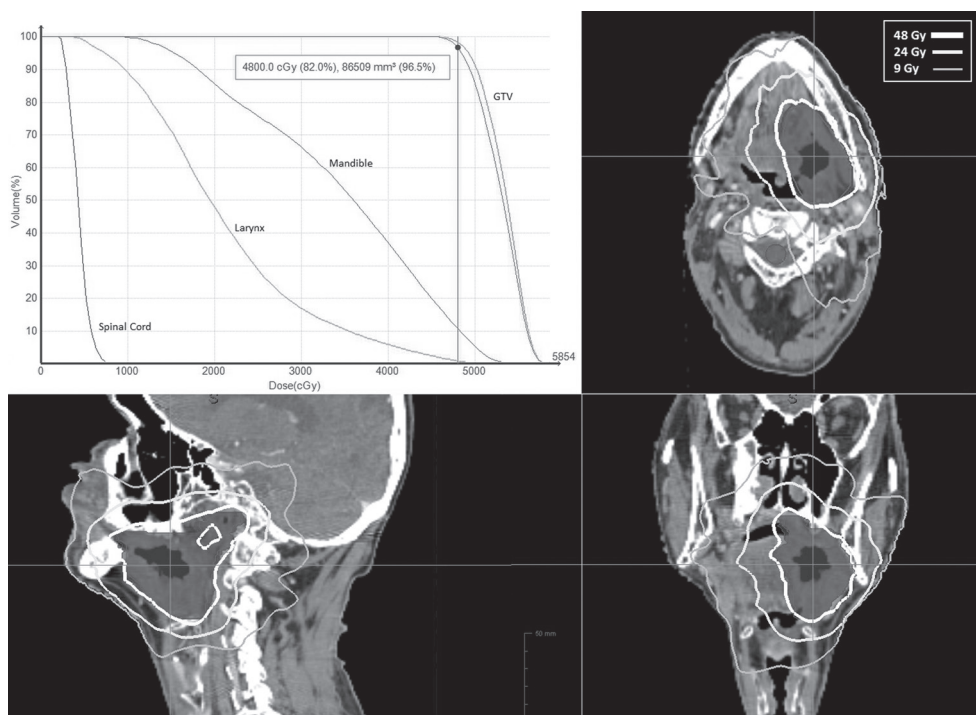 100
90
80
70
60
50
40
30
20
10
Volume(%)
4800.0 cGy (82.0%), 86509 mm³ (96.5%)
GTV
Mandible
Larynx
Spinal Cord
5854
0 1000 2000 3000 4000 5000
Dose(cGy)
48 Gy
24 Gy
9 Gy
S
S
50 mm